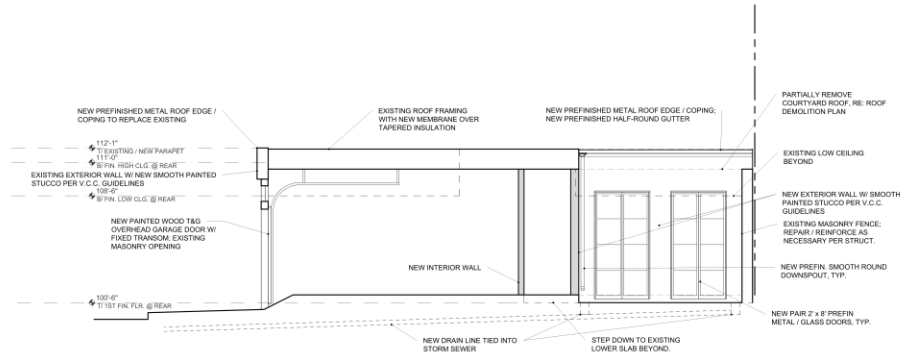 NEW PREFINISHED METAL ROOF EDGE /
COPING TO REPLACE EXISTING
EXISTING ROOF FRAMING
WITH NEW MEMBRANE OVER
TAPERED INSULATION
NEW PREFINISHED METAL ROOF EDGE / COPING;
NEW PREFINISHED HALF-ROUND GUTTER
PARTIALLY REMOVE
COURTYARD ROOF, RE: ROOF
DEMOLITION PLAN
112'-1"
T/ EXISTING / NEW PARAPET
111'-0"
B/ FIN. HIGH CLG. @ REAR
EXISTING EXTERIOR WALL W/ NEW SMOOTH PAINTED
STUCCO PER V.C.C. GUIDELINES
108'-6"
B/ FIN. LOW CLG. @ REAR
EXISTING LOW CEILING
BEYOND
NEW EXTERIOR WALL W/ SMOOTH
PAINTED STUCCO PER V.C.C.
GUIDELINES
EXISTING MASONRY FENCE;
REPAIR / REINFORCE AS
NECESSARY PER STRUCT.
NEW PAINTED WOOD T&G
OVERHEAD GARAGE DOOR W/
FIXED TRANSOM; EXISTING
MASONRY OPENING
NEW INTERIOR WALL
NEW PREFIN. SMOOTH ROUND
DOWNSPOUT, TYP.
100'-6"
T/ 1ST FIN. FLR. @ REAR
NEW PAIR 2' x 8' PREFIN
METAL / GLASS DOORS, TYP.
NEW DRAIN LINE TIED INTO
STORM SEWER
STEP DOWN TO EXISTING
LOWER SLAB BEYOND.